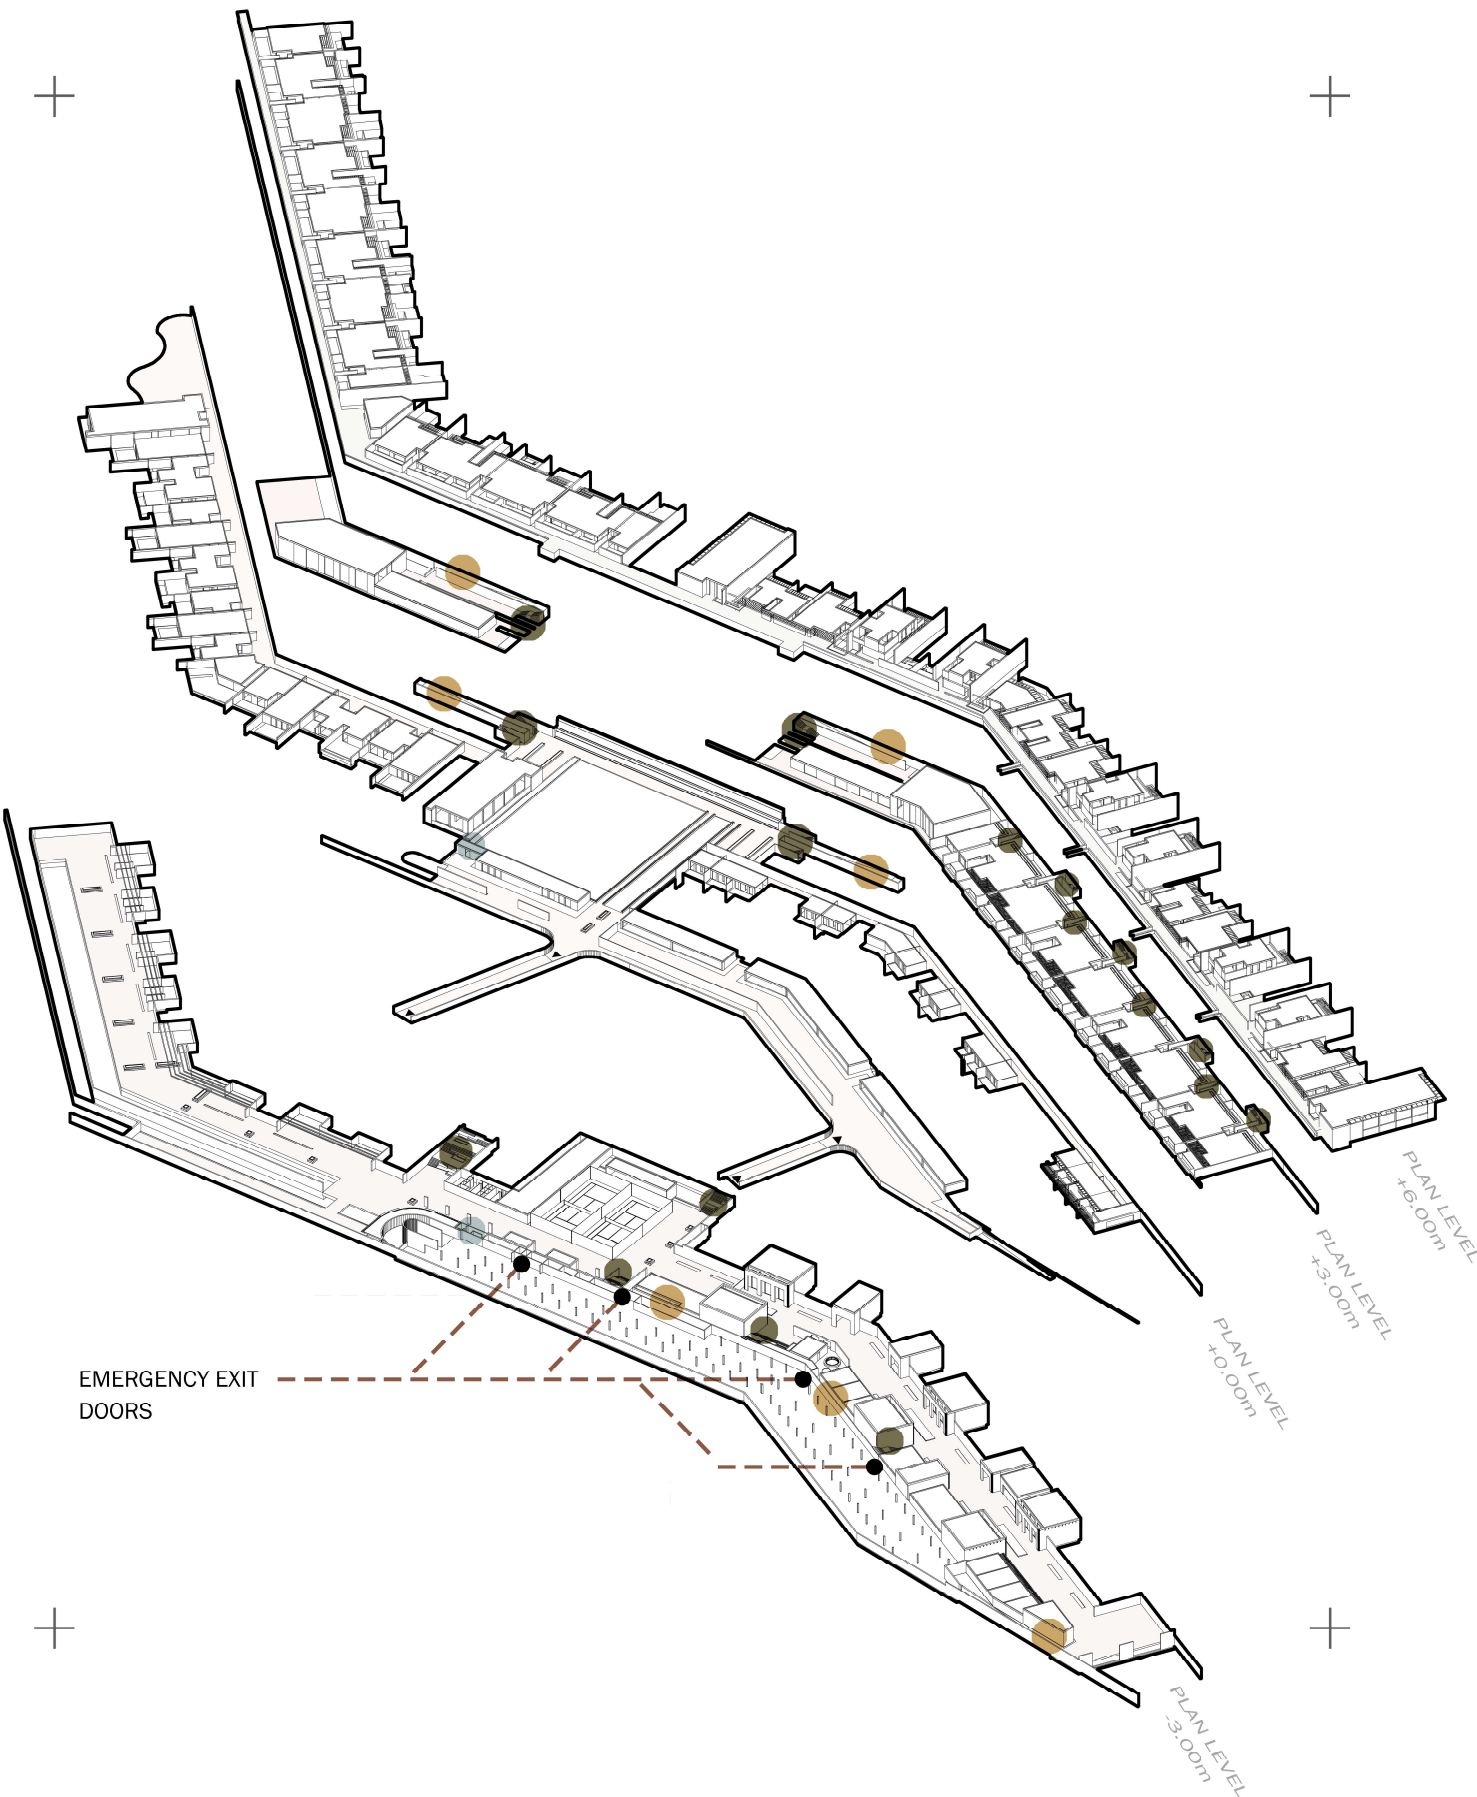 PLAN LEVEL
+6.00m
PLAN LEVEL
+3.00m
PLAN LEVEL
+0.00m
EMERGENCY EXIT
DOORS
PLAN LEVEL
-3.00m